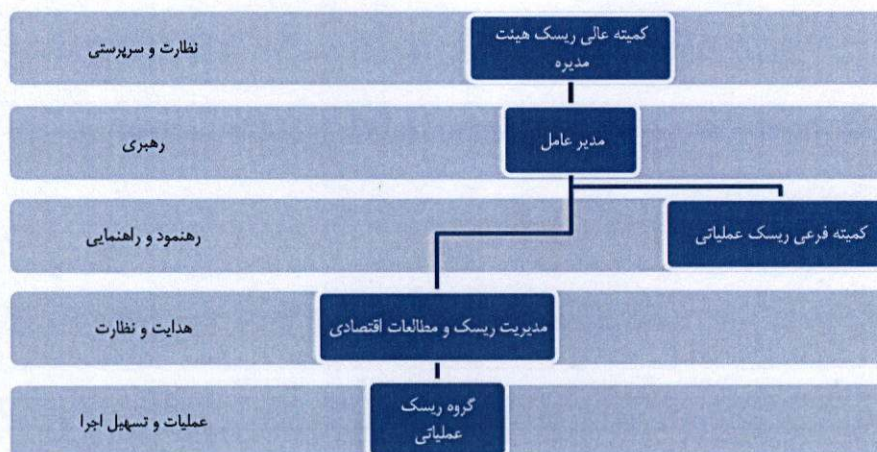 کمیته عالی ریسک هیئت
مدیره
نظارت و سرپرستی
مدیر عامل
رهبری
کمیته فرعی ریسک عملیاتی
رهنمود و راهنمایی
مدیریت ریسک و مطالعات اقتصادی
هدایت و نظارت
گروه ریسک
عملیاتی
عملیات و تسهیل اجرا